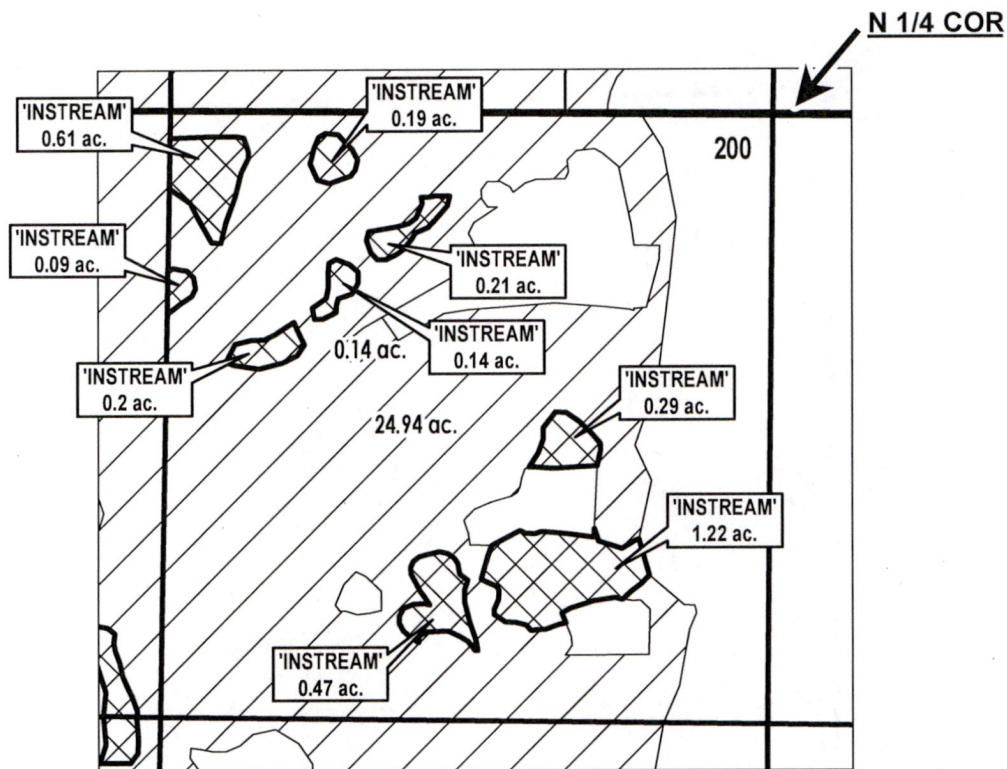 N 1/4 COR
'INSTREAM'
0.61 ac.
'INSTREAM'
0.19 ac.
200
'INSTREAM'
0.09 ac.
'INSTREAM'
0.21 ac.
'INSTREAM'
0.14 ac.
0.14 ac.
'INSTREAM'
0.2 ac.
'INSTREAM'
0.29 ac.
24.94 ac.
'INSTREAM'
1.22 ac.
'INSTREAM'
0.47 ac.